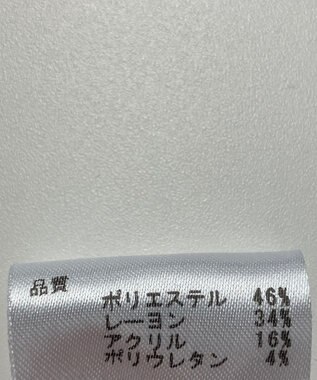 品質
ポリエステル 46%
レーヨン 34%
アクリル 16%
ポリウレタン 4%